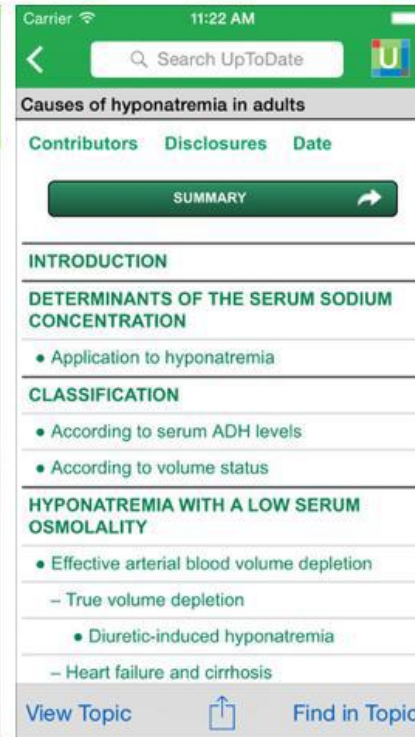 Carrier 11:22 AM
Search UpToDate U
Causes of hyponatremia in adults
Contributors Disclosures Date
SUMMARY
INTRODUCTION
DETERMINANTS OF THE SERUM SODIUM
CONCENTRATION
• Application to hyponatremia
CLASSIFICATION
• According to serum ADH levels
• According to volume status
HYPONATREMIA WITH A LOW SERUM
OSMOLALITY
• Effective arterial blood volume depletion
– True volume depletion
• Diuretic-induced hyponatremia
– Heart failure and cirrhosis
View Topic Find in Topic